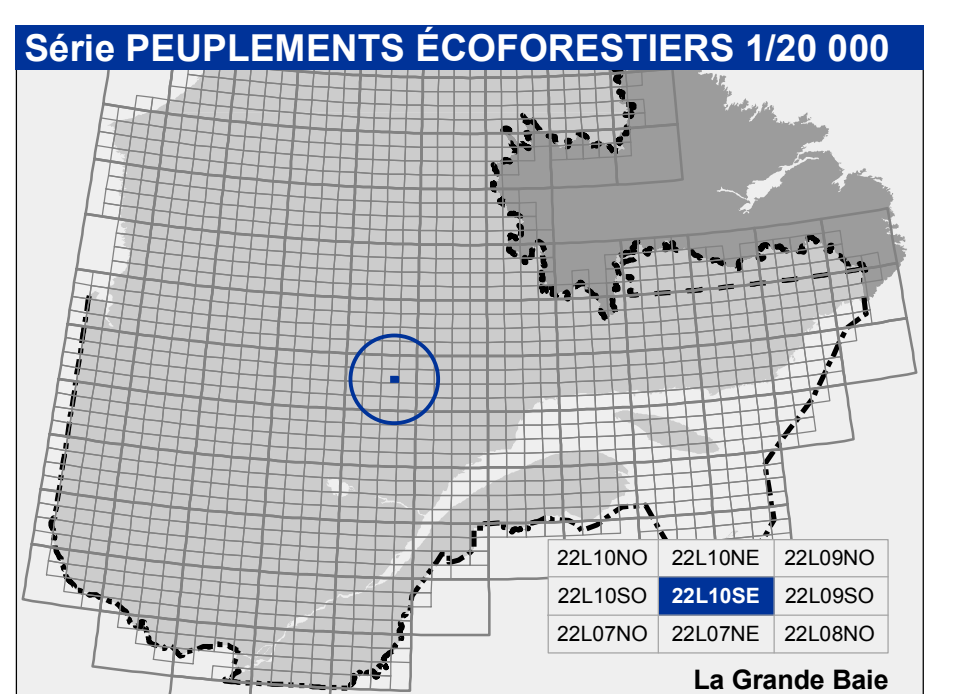 Série PEUPLEMENTS ÉCOFORESTIERS 1/20 000
22L10NO 22L10NE 22L09NO
22L10SO 22L10SE 22L09SO
22L07NO 22L07NE 22L08NO
La Grande Baie